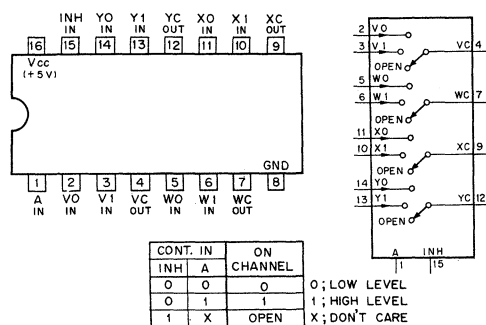 INH YO Y1 YC XO X1 XC
IN IN IN OUT IN IN OUT
16 15 14 13 12 11 10 9
VCC
(+5V)
GND
1 2 3 4 5 6 7 8
A VO V1 VC WO W1 WC
IN IN IN OUT IN IN OUT
2 VO
3 V1 VC 4
OPEN
5 WO
6 W1 WC 7
OPEN
11 XO
10 X1 XC 9
OPEN
14 YO
13 Y1 YC 12
OPEN
A INH
1 15
CONT. IN ON CHANNEL
INH A
0 0 0 0; LOW LEVEL
0 1 1 1; HIGH LEVEL
1 X OPEN X; DON'T CARE